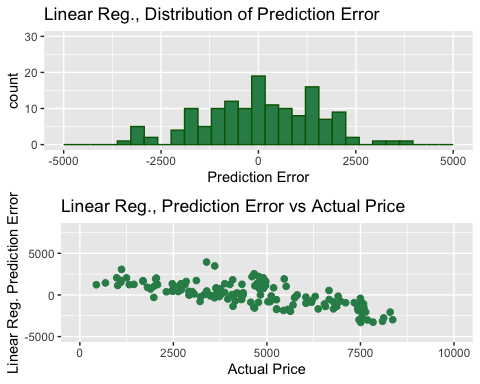 Linear Reg., Distribution of Prediction Error
30
20
10
0
count
-5000 -2500 0 2500 5000
Prediction Error
Linear Reg., Prediction Error vs Actual Price
5000
0
-5000
Linear Reg, Prediction Error
0 2500 5000 7500 10000
Actual Price